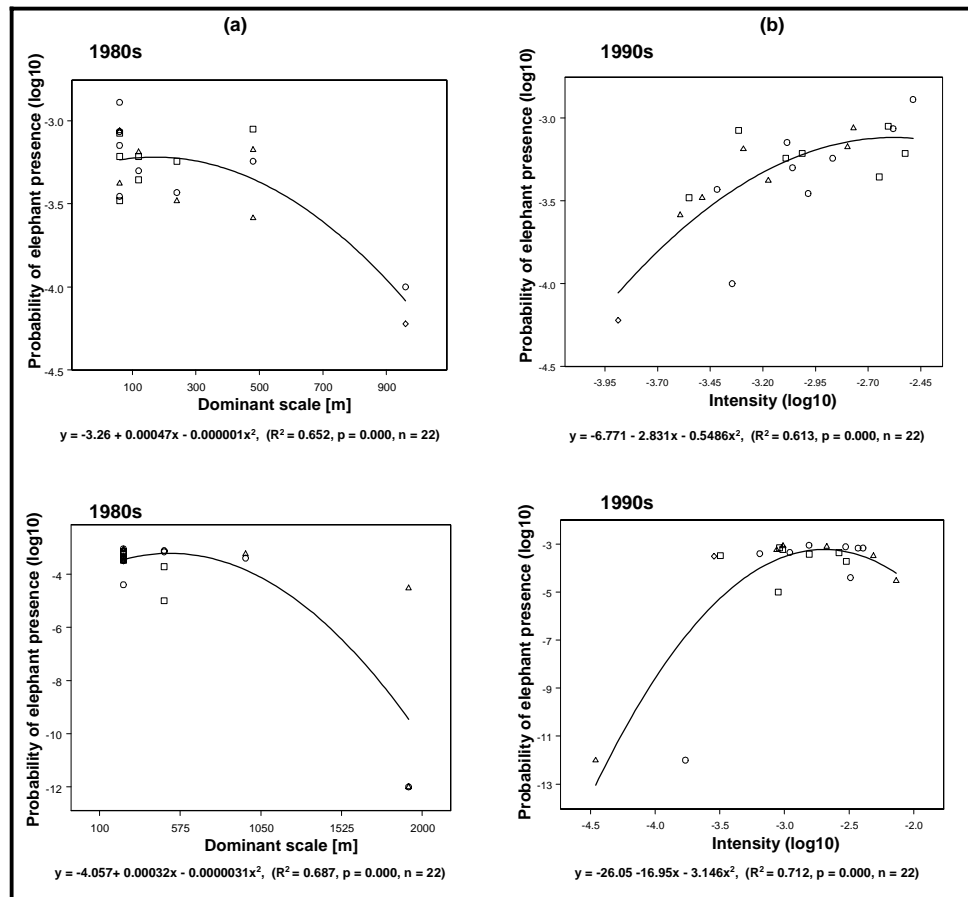 (a)
1980s
Probability of elephant presence (log10)
-3.0
-3.5
-4.0
-4.5
100 300 500 700 900
Dominant scale [m]
y = -3.26 + 0.00047x - 0.000001x², (R² = 0.652, p = 0.000, n = 22)
(b)
1990s
Probability of elephant presence (log10)
-3.0
-3.5
-4.0
-4.5
-3.95 -3.70 -3.45 -3.20 -2.95 -2.70 -2.45
Intensity (log10)
y = -6.771 - 2.831x - 0.5486x², (R² = 0.613, p = 0.000, n = 22)
1980s
Probability of elephant presence (log10)
-4
-6
-8
-10
-12
100 575 1050 1525 2000
Dominant scale [m]
y = -4.057+ 0.00032x - 0.0000031x², (R² = 0.687, p = 0.000, n = 22)
1990s
Probability of elephant presence (log10)
-3
-5
-7
-9
-11
-13
-4.5 -4.0 -3.5 -3.0 -2.5 -2.0
Intensity (log10)
y = -26.05 -16.95x - 3.146x², (R² = 0.712, p = 0.000, n = 22)